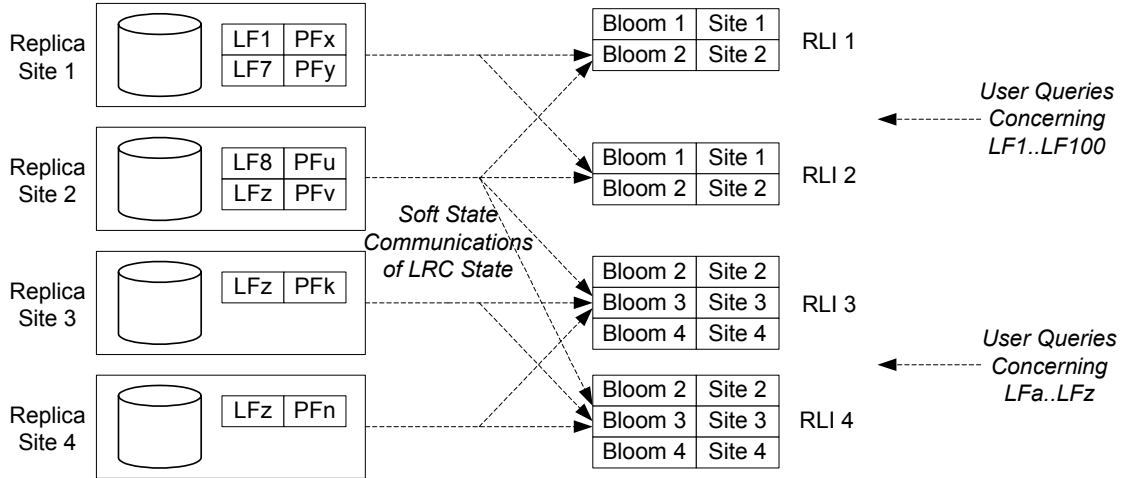 Replica
Site 1
LF1 PFx
LF7 PFy
Replica
Site 2
LF8 PFu
LFz PFv
Replica
Site 3
LFz PFk
Replica
Site 4
LFz PFn
Soft State
Communications
of LRC State
Bloom 1 Site 1
Bloom 2 Site 2
RLI 1
Bloom 1 Site 1
Bloom 2 Site 2
RLI 2
Bloom 2 Site 2
Bloom 3 Site 3
Bloom 4 Site 4
RLI 3
Bloom 2 Site 2
Bloom 3 Site 3
Bloom 4 Site 4
RLI 4
User Queries
Concerning
LF1..LF100
User Queries
Concerning
LFa..LFz